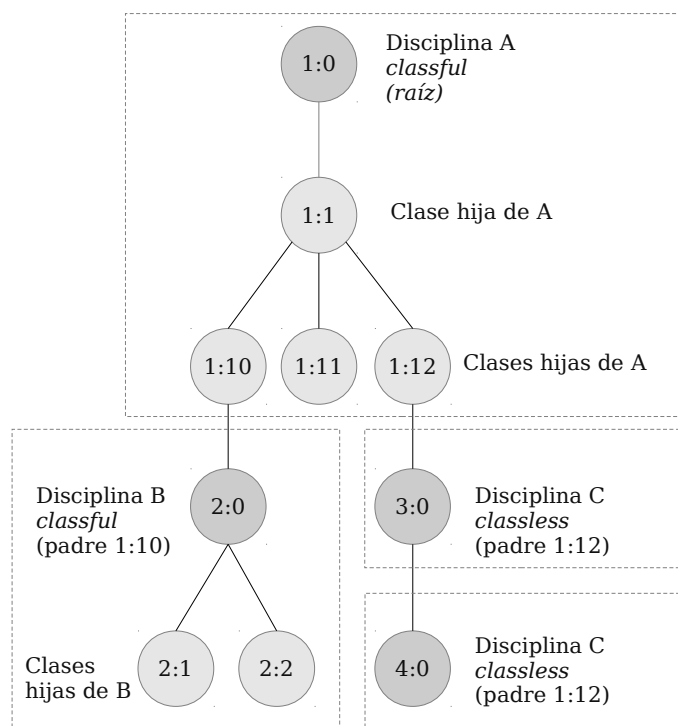 1:0
Disciplina A
classful
(raíz)
1:1
Clase hija de A
1:10
1:11
1:12
Clases hijas de A
Disciplina B
classful
(padre 1:10)
2:0
3:0
Disciplina C
classless
(padre 1:12)
Clases
hijas de B
2:1
2:2
4:0
Disciplina C
classless
(padre 1:12)